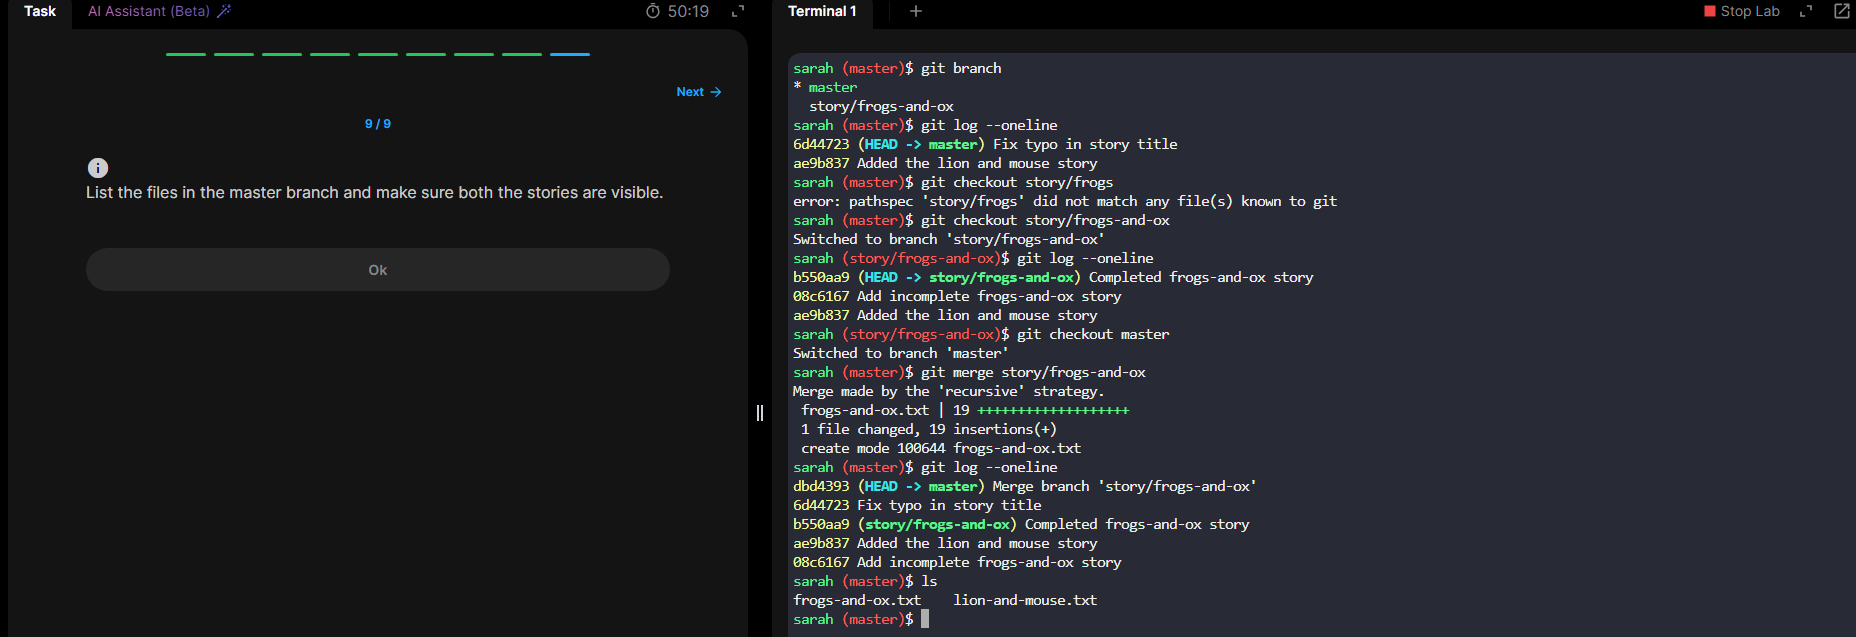 Task
AI Assistant (Beta)
50:19
Next →
9 / 9
i
List the files in the master branch and make sure both the stories are visible.
Ok
Terminal 1
+
Stop Lab
sarah (master)$ git branch
* master
  story/frogs-and-ox
sarah (master)$ git log --oneline
6d44723 (HEAD -> master) Fix typo in story title
ae9b837 Added the lion and mouse story
sarah (master)$ git checkout story/frogs
error: pathspec 'story/frogs' did not match any file(s) known to git
sarah (master)$ git checkout story/frogs-and-ox
Switched to branch 'story/frogs-and-ox'
sarah (story/frogs-and-ox)$ git log --oneline
b550aa9 (HEAD -> story/frogs-and-ox) Completed frogs-and-ox story
08c6167 Add incomplete frogs-and-ox story
ae9b837 Added the lion and mouse story
sarah (story/frogs-and-ox)$ git checkout master
Switched to branch 'master'
sarah (master)$ git merge story/frogs-and-ox
Merge made by the 'recursive' strategy.
 frogs-and-ox.txt | 19 +++++++++++++++++++
 1 file changed, 19 insertions(+)
 create mode 100644 frogs-and-ox.txt
sarah (master)$ git log --oneline
dbd4393 (HEAD -> master) Merge branch 'story/frogs-and-ox'
6d44723 Fix typo in story title
b550aa9 (story/frogs-and-ox) Completed frogs-and-ox story
ae9b837 Added the lion and mouse story
08c6167 Add incomplete frogs-and-ox story
sarah (master)$ ls
frogs-and-ox.txt    lion-and-mouse.txt
sarah (master)$